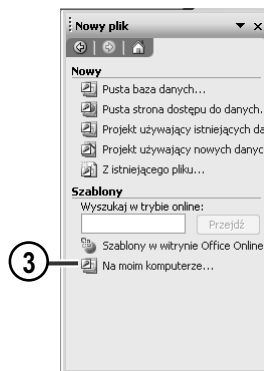 Nowy plik
Nowy
Pusta baza danych...
Pusta strona dostępu do danych.
Projekt używający istniejących da
Projekt używający nowych danyc
Z istniejącego pliku...
Szablony
Wyszukaj w trybie online:
Przejdź
Szablony w witrynie Office Online
3
Na moim komputerze...